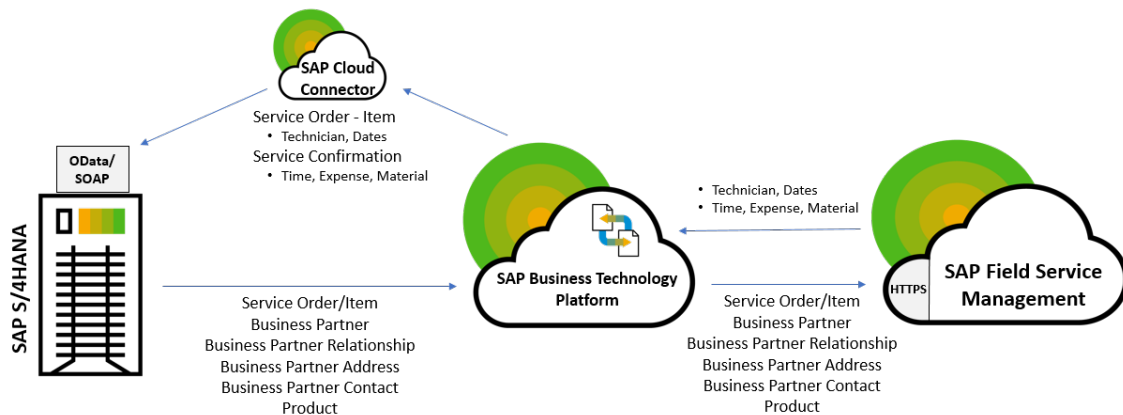 SAP Cloud
Connector
Service Order - Item
• Technician, Dates
Service Confirmation
• Time, Expense, Material
OData/
SOAP
SAP S/4HANA
Service Order/Item
Business Partner
Business Partner Relationship
Business Partner Address
Business Partner Contact
Product
SAP Business Technology
Platform
• Technician, Dates
• Time, Expense, Material
Service Order/Item
Business Partner
Business Partner Relationship
Business Partner Address
Business Partner Contact
Product
HTTPS
SAP Field Service
Management